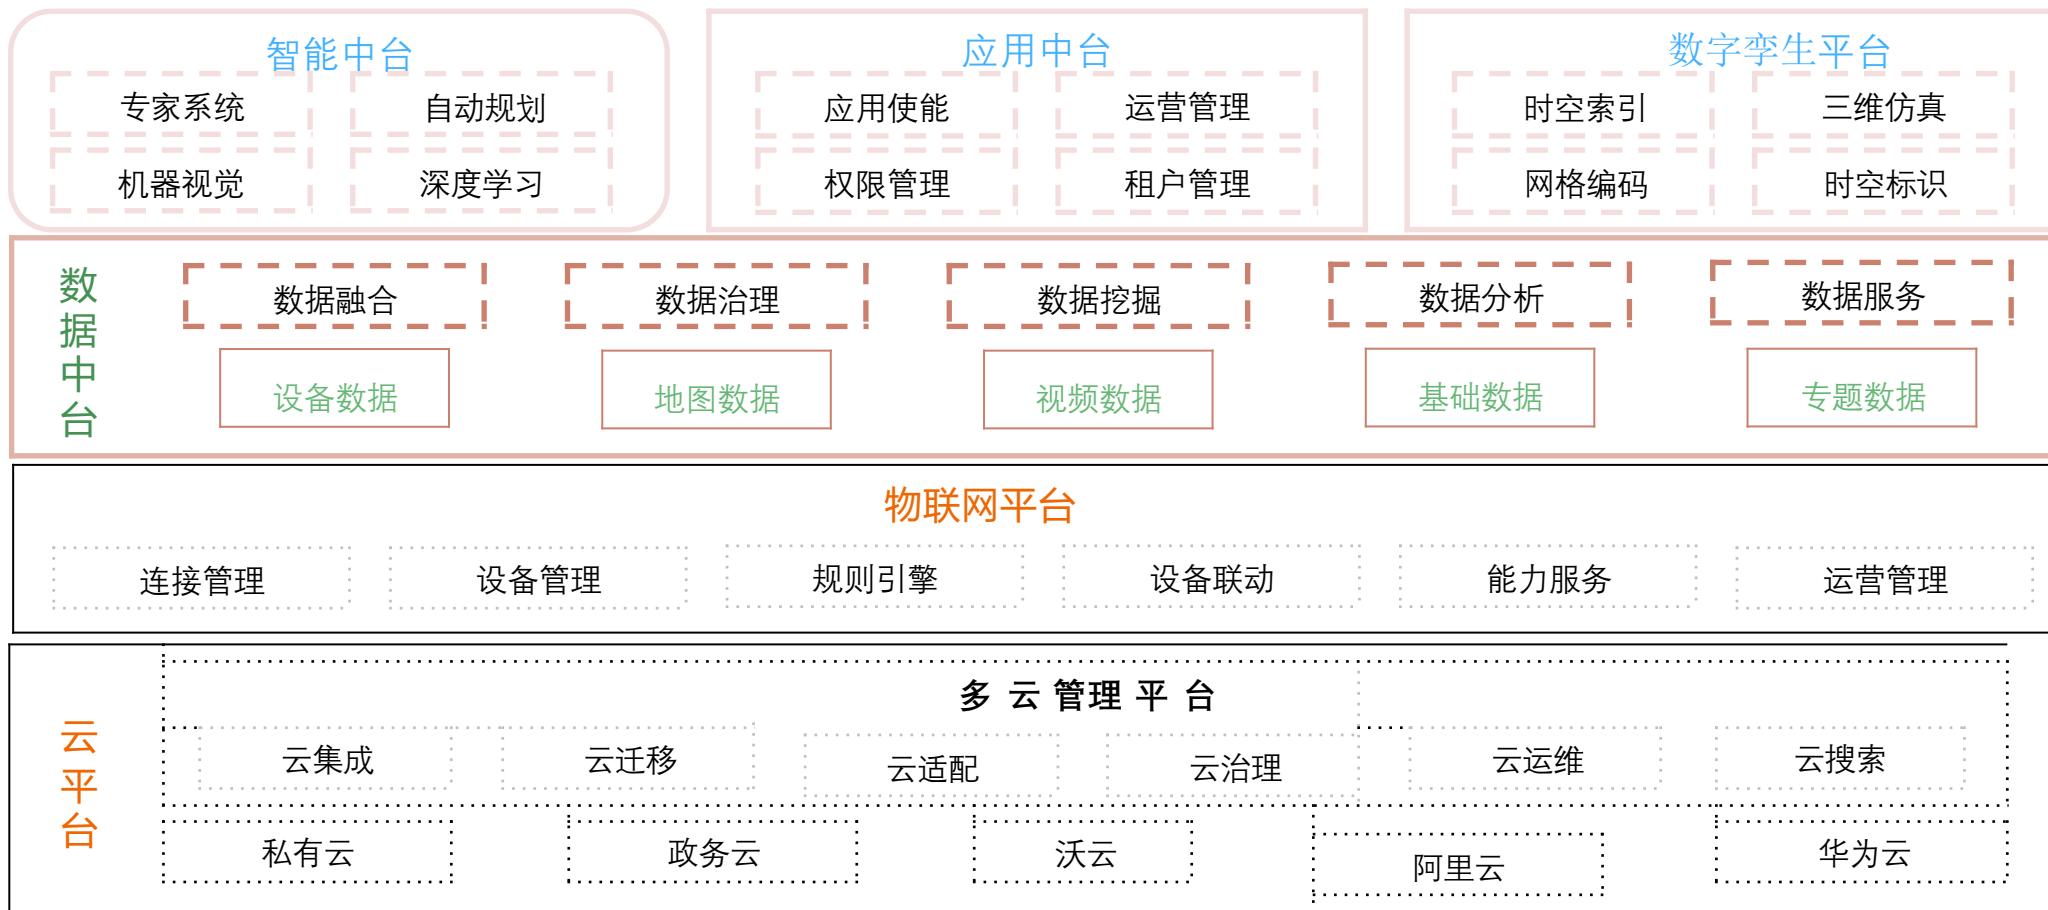 智能中台
专家系统 自动规划
机器视觉 深度学习
应用中台
应用使能 运营管理
权限管理 租户管理
数字孪生平台
时空索引 三维仿真
网格编码 时空标识
数据中台
数据融合 数据治理 数据挖掘 数据分析 数据服务
设备数据 地图数据 视频数据 基础数据 专题数据
物联网平台
连接管理 设备管理 规则引擎 设备联动 能力服务 运营管理
云平台
多云管理平台
云集成 云迁移 云适配 云治理 云运维 云搜索
私有云 政务云 沃云 阿里云 华为云